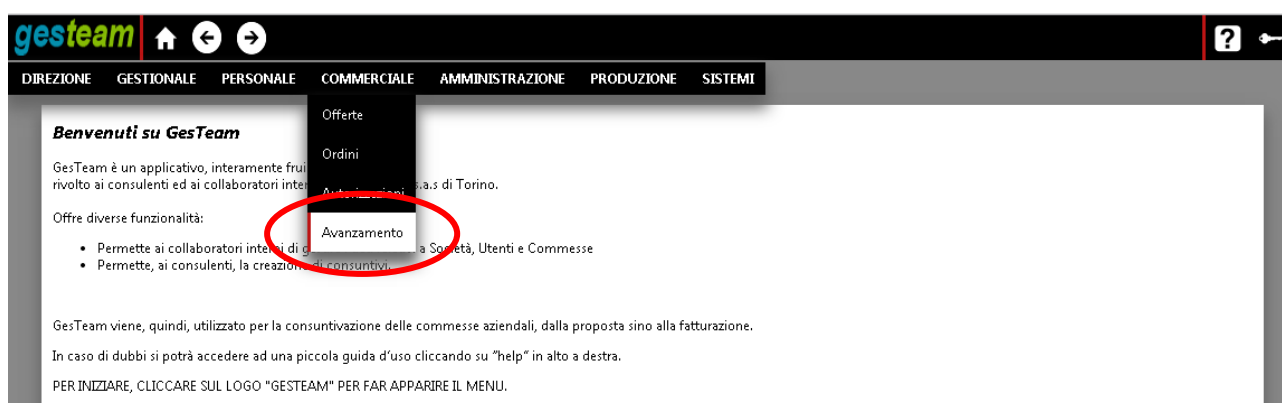 gesteam ?
DIREZIONE GESTIONALE PERSONALE COMMERCIALE AMMINISTRAZIONE PRODUZIONE SISTEMI
Offerte
Ordini
Autorizzazioni
Avanzamento
Benvenuti su GesTeam
GesTeam è un applicativo, interamente
rivolto ai consulenti ed ai collaboratori s.a.s di Torino.
Offre diverse funzionalità:
• Permette ai collaboratori interni di a Società, Utenti e Commesse
• Permette, ai consulenti, la creazione di consuntivi.
GesTeam viene, quindi, utilizzato per la consuntivazione delle commesse aziendali, dalla proposta sino alla fatturazione.
In caso di dubbi si potrà accedere ad una piccola guida d'uso cliccando su "help" in alto a destra.
PER INIZIARE, CLICCARE SUL LOGO "GESTEAM" PER FAR APPARIRE IL MENU.